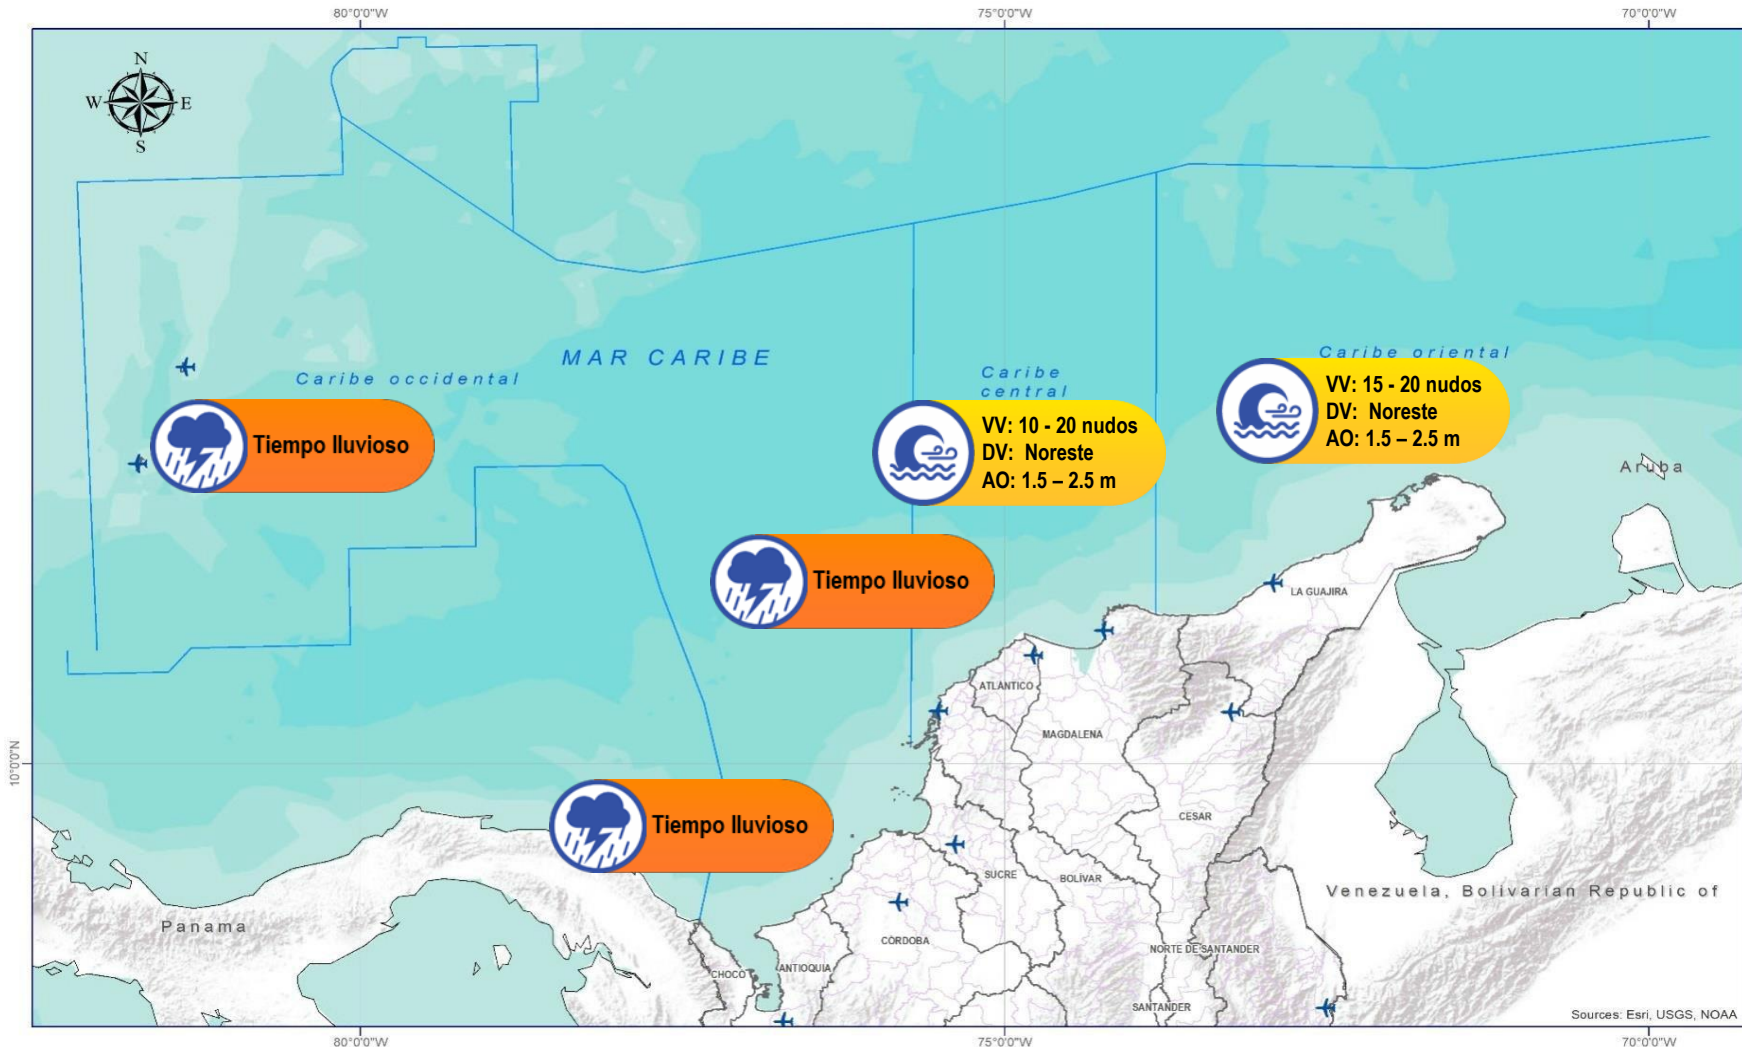 80°0'0"W
75°0'0"W
70°0'0"W
N
W
E
S
MAR CARIBE
Caribe occidental
Caribe
central
Caribe oriental
VV: 15 - 20 nudos
DV: Noreste
AO: 1.5 – 2.5 m
VV: 10 - 20 nudos
DV: Noreste
AO: 1.5 – 2.5 m
Tiempo lluvioso
Aruba
Tiempo lluvioso
LA GUAJIRA
ATLÁNTICO
MAGDALENA
10°0'0"N
Tiempo lluvioso
CESAR
SUCRE
BOLÍVAR
Venezuela, Bolivarian Republic of
Panama
CÓRDOBA
NORTE DE SANTANDER
CHOCO
ANTIOQUIA
SANTANDER
Sources: Esri, USGS, NOAA
80°0'0"W
75°0'0"W
70°0'0"W